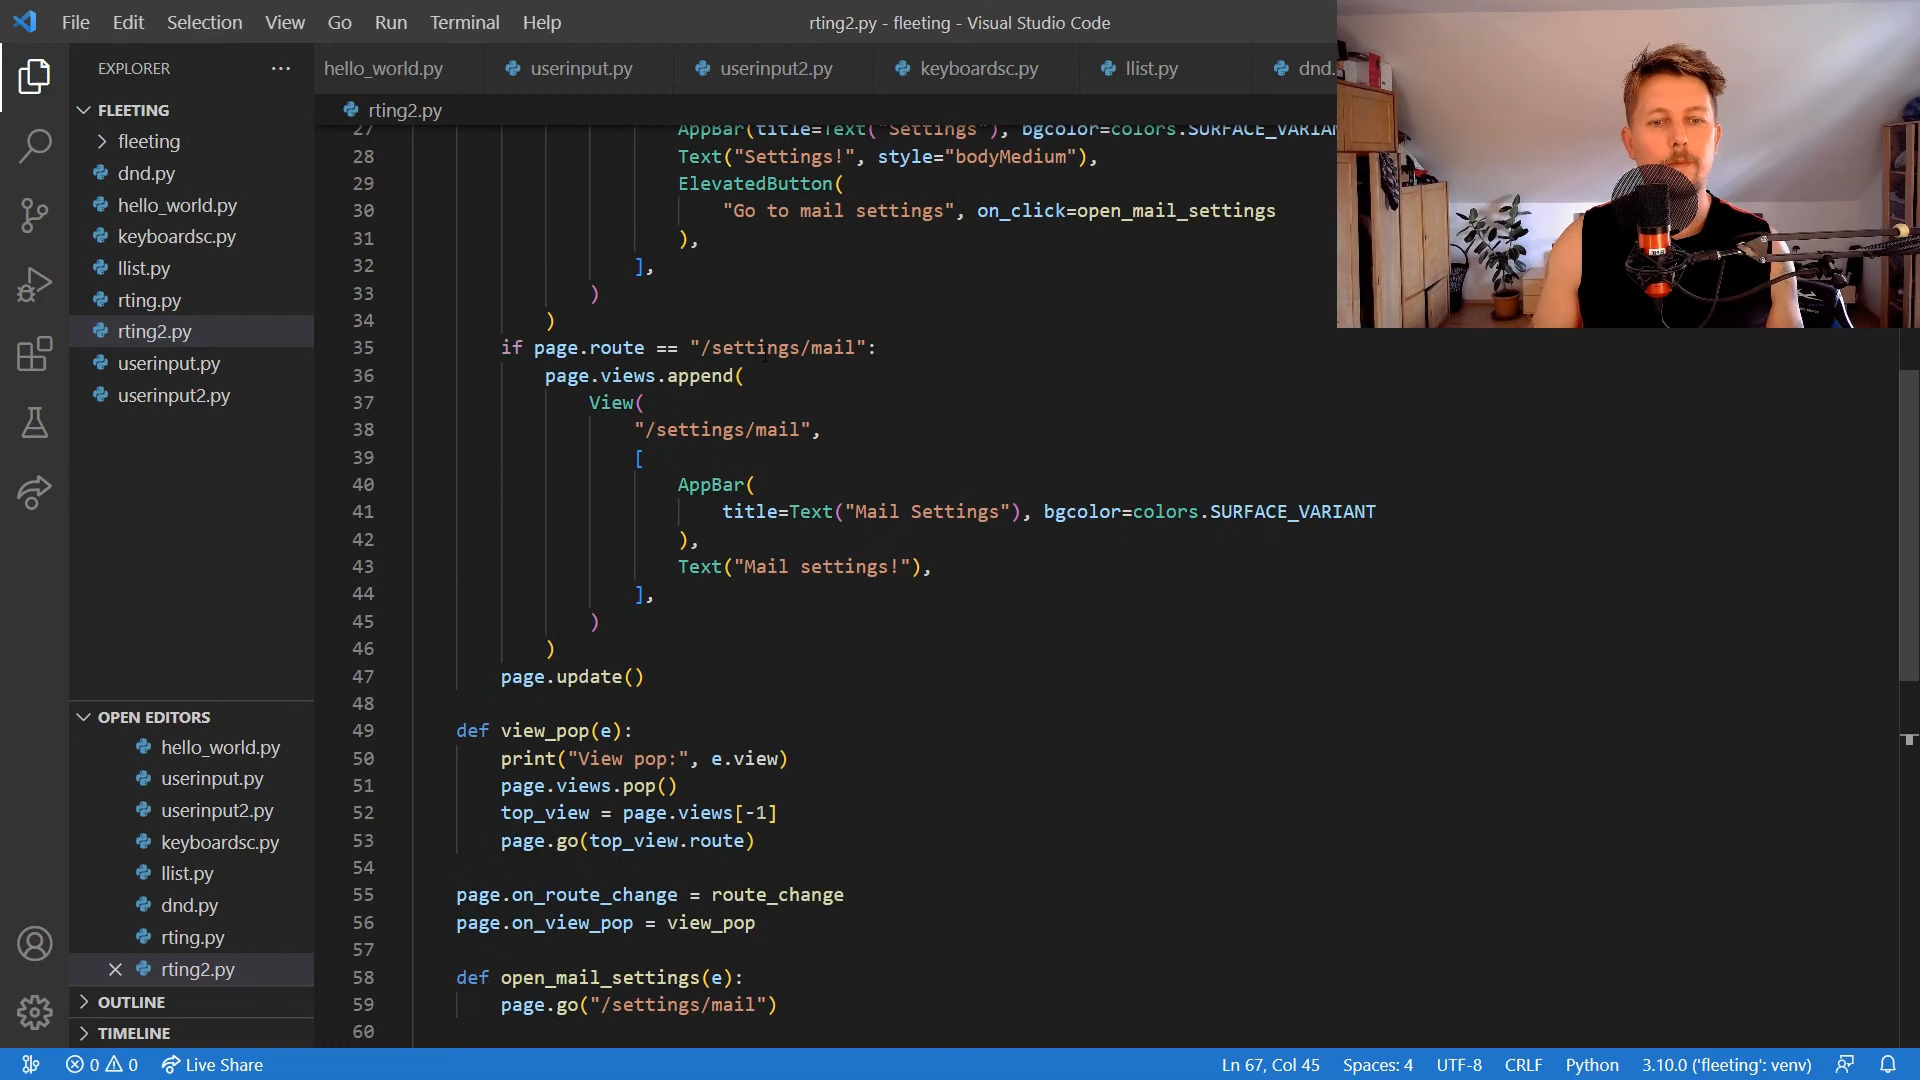 File Edit Selection View Go Run Terminal Help
rting2.py - fleeting - Visual Studio Code
EXPLORER
FLEETING
fleeting
dnd.py
hello_world.py
keyboardsc.py
llist.py
rting.py
rting2.py
userinput.py
userinput2.py
OPEN EDITORS
hello_world.py
userinput.py
userinput2.py
keyboardsc.py
llist.py
dnd.py
rting.py
rting2.py
OUTLINE
TIMELINE
hello_world.py userinput.py userinput2.py keyboardsc.py llist.py dnd.
rting2.py
27 AppBar(title=Text("Settings"), bgcolor=colors.SURFACE_VARIAN
28 Text("Settings!", style="bodyMedium"),
29 ElevatedButton(
30 "Go to mail settings", on_click=open_mail_settings
31 ),
32 ],
33 )
34 )
35 if page.route == "/settings/mail":
36 page.views.append(
37 View(
38 "/settings/mail",
39 [
40 AppBar(
41 title=Text("Mail Settings"), bgcolor=colors.SURFACE_VARIANT
42 ),
43 Text("Mail settings!"),
44 ],
45 )
46 )
47 page.update()
48
49 def view_pop(e):
50 print("View pop:", e.view)
51 page.views.pop()
52 top_view = page.views[-1]
53 page.go(top_view.route)
54
55 page.on_route_change = route_change
56 page.on_view_pop = view_pop
57
58 def open_mail_settings(e):
59 page.go("/settings/mail")
60
0 0 Live Share Ln 67, Col 45 Spaces: 4 UTF-8 CRLF Python 3.10.0 ('fleeting': venv)